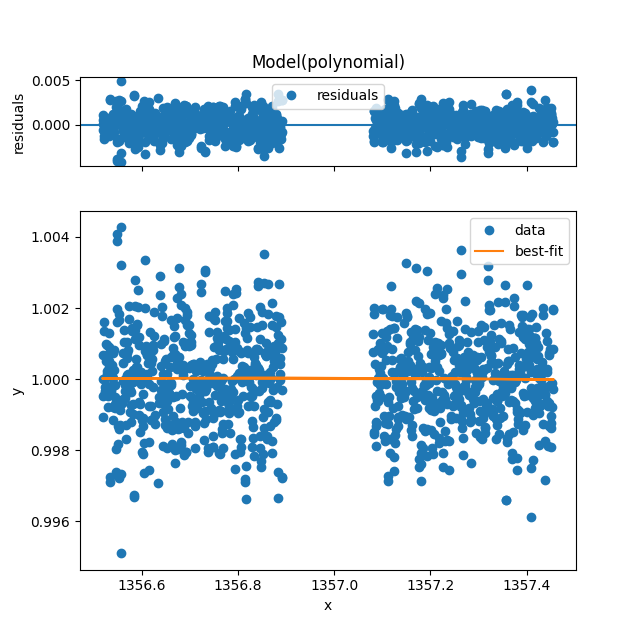 Model(polynomial)
0.005
0.000
residuals
residuals
1.004
1.002
1.000
0.998
0.996
y
data
best-fit
1356.6 1356.8 1357.0 1357.2 1357.4
x